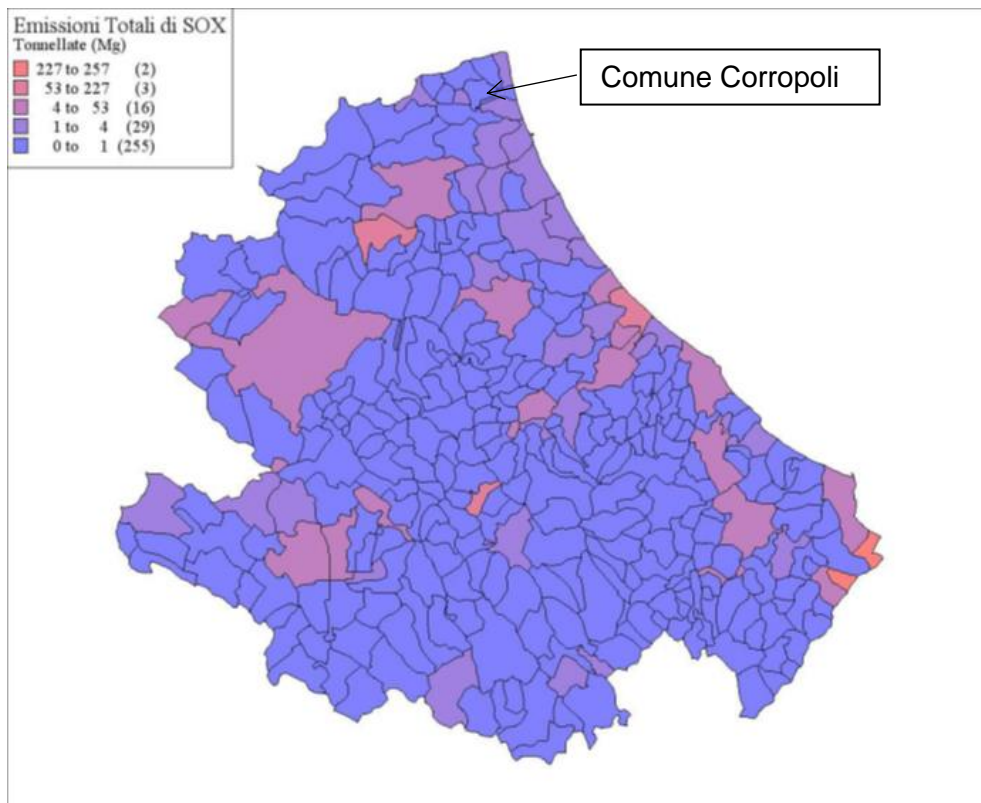 Emissioni Totali di SOX
Tonnellate (Mg)
227 to 257 (2)
53 to 227 (3)
4 to 53 (16)
1 to 4 (29)
0 to 1 (255)
Comune Corropoli